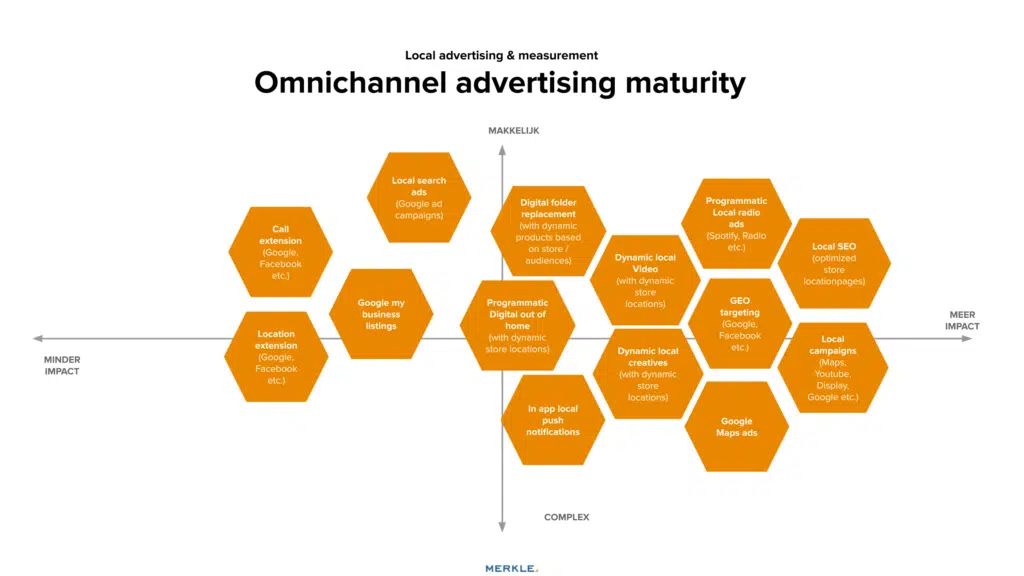 Local advertising & measurement
Omnichannel advertising maturity
MAKKELIJK
Local search
ads
(Google ad
campaigns)
Call
extension
(Google,
Facebook
etc.)
Google my
business
listings
Location
extension
(Google,
Facebook
etc.)
Digital folder
replacement
(with dynamic
products based
on store /
audiences)
Programmatic
Digital out of
home
(with dynamic
store locations)
In app local
push
notifications
Dynamic local
Video
(with dynamic
store
locations)
Dynamic local
creatives
(with dynamic
store
locations)
Programmatic
Local radio
ads
(Spotify, Radio
etc.)
GEO
targeting
(Google,
Facebook
etc.)
Google
Maps ads
Local SEO
(optimized
store
locationpages)
Local
campaigns
(Maps,
Youtube,
Display,
Google etc.)
MINDER
IMPACT
MEER
IMPACT
COMPLEX
MERKLE.